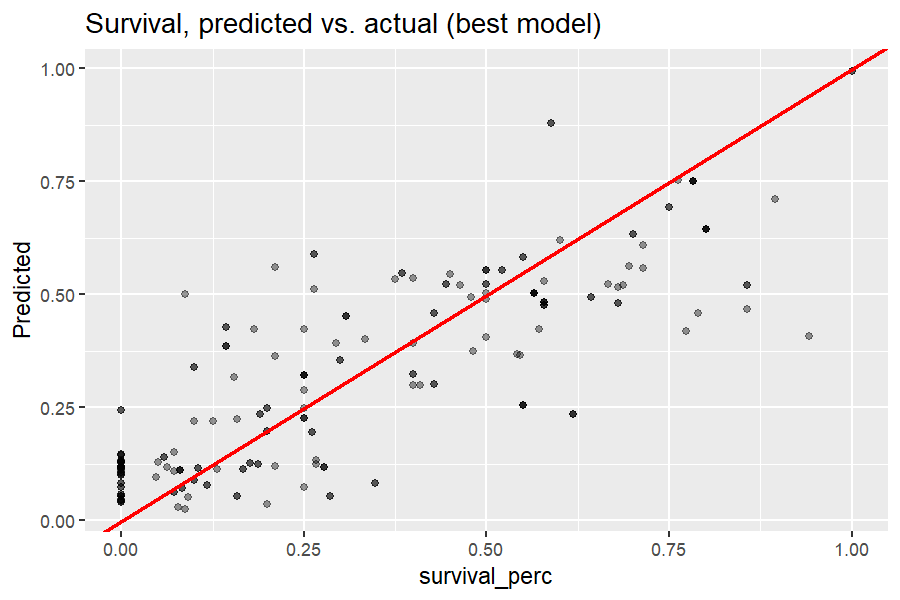 Survival, predicted vs. actual (best model)
Predicted
1.00
0.75
0.50
0.25
0.00
0.00 0.25 0.50 0.75 1.00
survival_perc